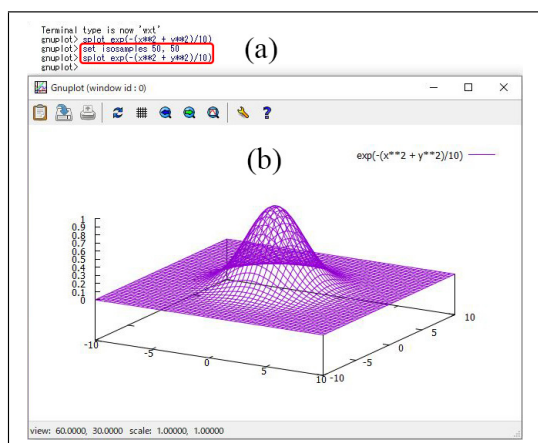 Terminal type is now 'wxt'
gnuplot> splot exp(-(x**2 + y**2)/10)
gnuplot> set isosamples 50, 50
gnuplot> splot exp(-(x**2 + y**2)/10)
gnuplot>
(a)
Gnuplot (window id : 0)
(b)
exp(-(x**2 + y**2)/10)
1
0.9
0.8
0.7
0.6
0.5
0.4
0.3
0.2
0.1
0
-10
-5
0
5
10
-10
-5
0
5
10
view: 60.0000, 30.0000 scale: 1.00000, 1.00000